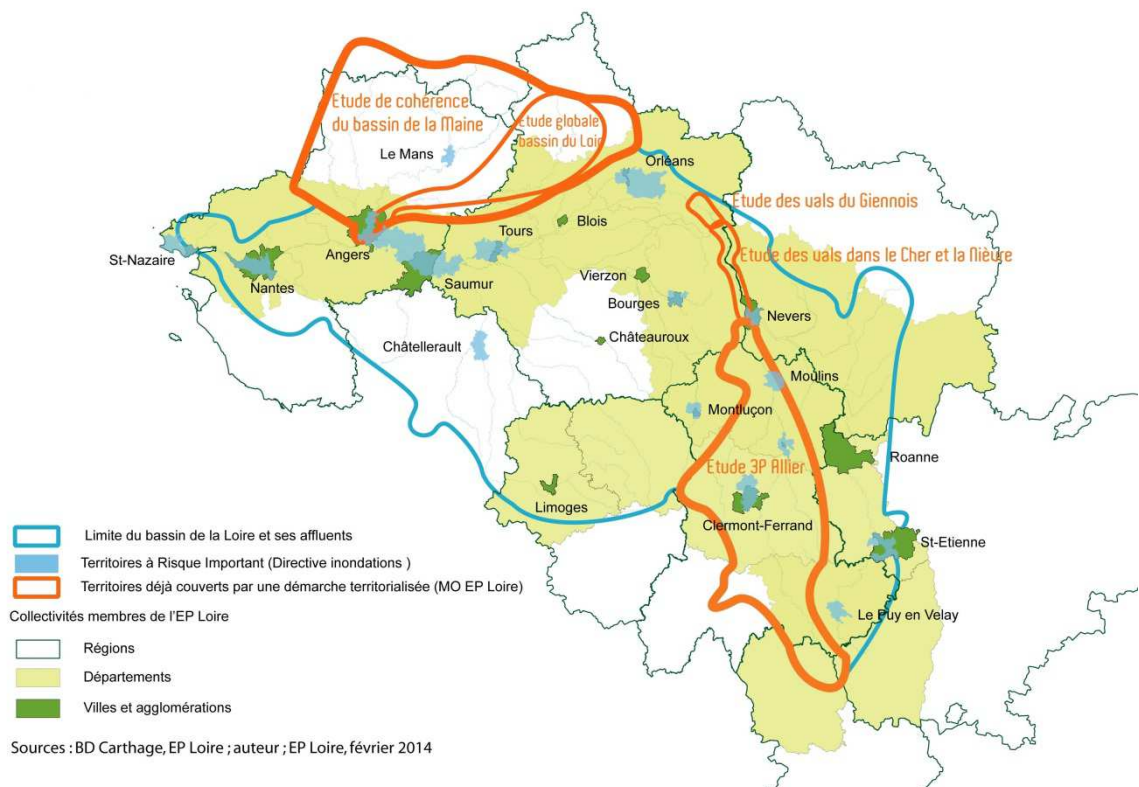 Etude de cohérence
du bassin de la Maine
Etude globale
bassin du Loir
Le Mans
Orléans
Etude des vals du Giennois
Blois
Tours
Etude des vals dans le Cher et la Nièvre
St-Nazaire
Angers
Nantes
Saumur
Vierzon
Bourges
Nevers
Châteauroux
Châtellerault
Moulins
Montluçon
Roanne
Etude 3P Allier
Limoges
Clermont-Ferrand
St-Etienne
Le Puy en Velay
Limite du bassin de la Loire et ses affluents
Territoires à Risque Important (Directive inondations )
Territoires déjà couverts par une démarche territorialisée (MO EP Loire)
Collectivités membres de l'EP Loire
Régions
Départements
Villes et agglomérations
Sources : BD Carthage, EP Loire ; auteur ; EP Loire, février 2014